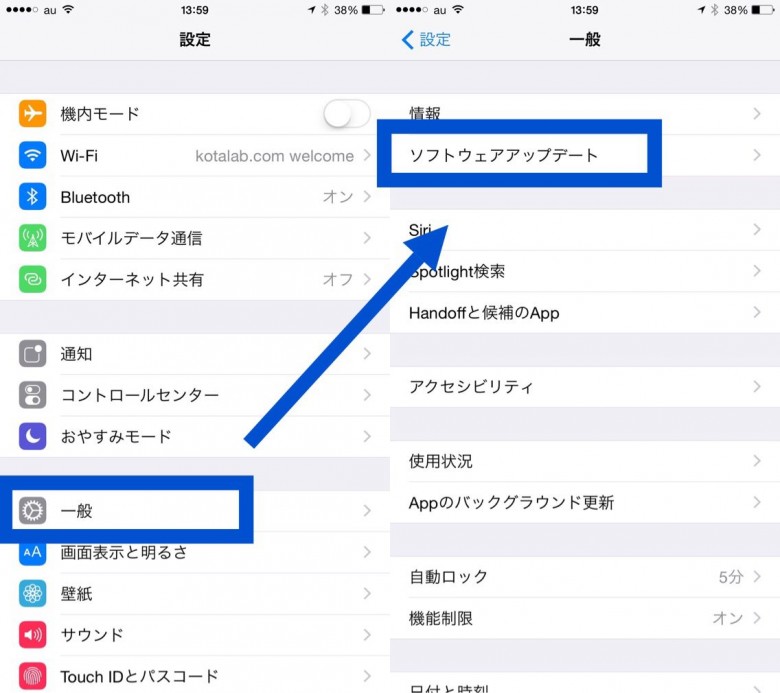 au 13:59 38%
設定
機内モード
Wi-Fi kotalab.com welcome
Bluetooth オン
モバイルデータ通信
インターネット共有 オフ
通知
コントロールセンター
おやすみモード
一般
AA 画面表示と明るさ
壁紙
サウンド
Touch IDとパスコード
au 13:59 38%
設定 一般
情報
ソフトウェアアップデート
Siri
Spotlight検索
Handoffと候補のApp
アクセシビリティ
使用状況
Appのバックグラウンド更新
自動ロック 5分
機能制限 オン
日付と時刻